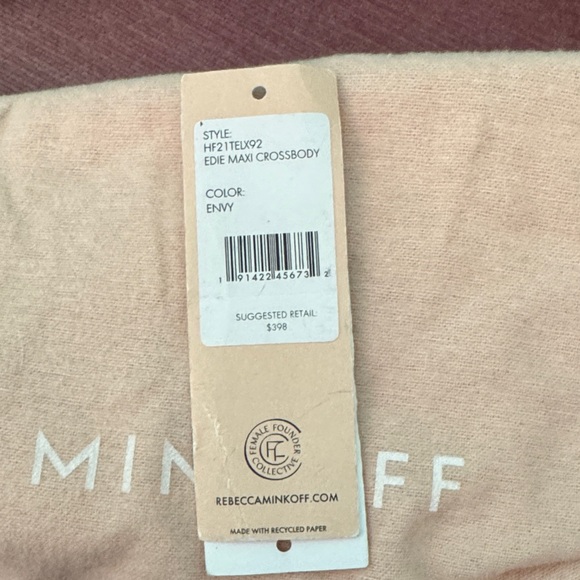 STYLE:
HF21TELX92
EDIE MAXI CROSSBODY
COLOR:
ENVY
1 91422 45673 2
SUGGESTED RETAIL:
$398
FEMALE FOUNDER
COLLECTIVE
FFC
MIN FF
REBECCAMINKOFF.COM
MADE WITH RECYCLED PAPER